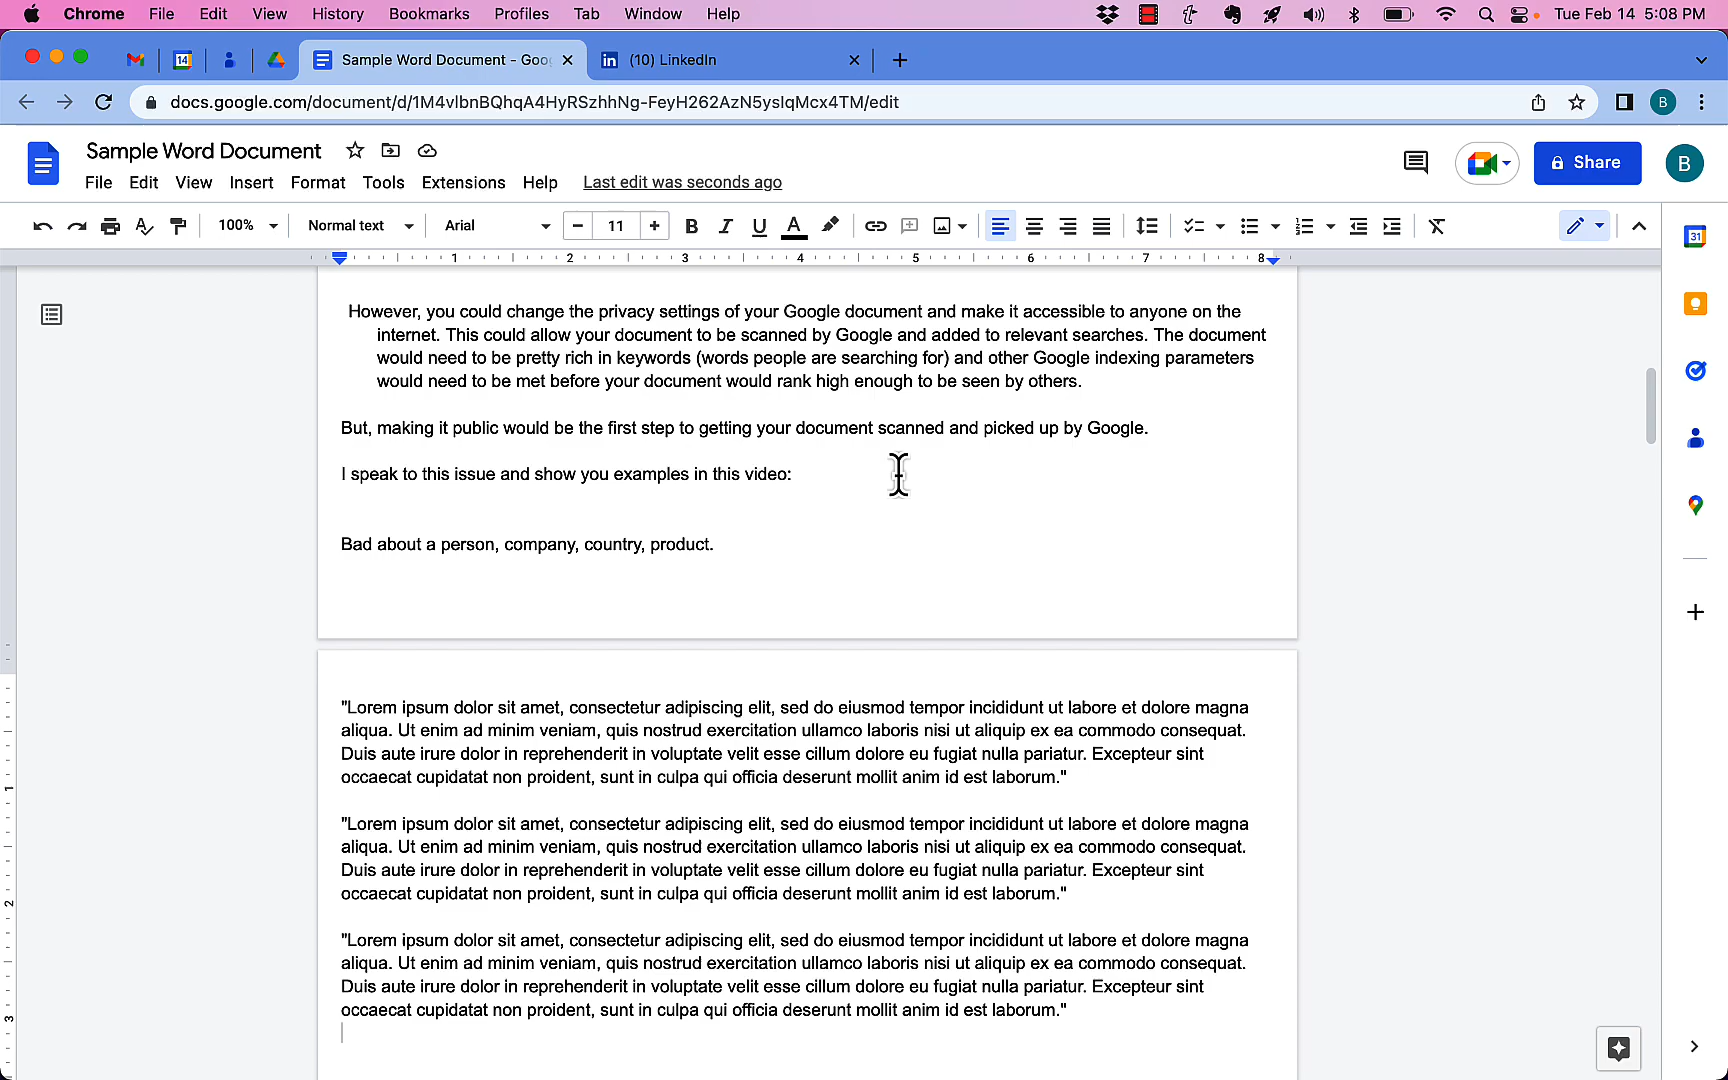 Chrome File Edit View History Bookmarks Profiles Tab Window Help Tue Feb 14 5:08 PM
14 Sample Word Document - Goo (10) LinkedIn
docs.google.com/document/d/1M4vlbnBQhqA4HyRSzhhNg-FeyH262AzN5yslqMcx4TM/edit B
Sample Word Document
Share B
File Edit View Insert Format Tools Extensions Help Last edit was seconds ago
100% Normal text Arial 11 B I U A
31
1 2 3 4 5 6 7 8
However, you could change the privacy settings of your Google document and make it accessible to anyone on the
internet. This could allow your document to be scanned by Google and added to relevant searches. The document
would need to be pretty rich in keywords (words people are searching for) and other Google indexing parameters
would need to be met before your document would rank high enough to be seen by others.
But, making it public would be the first step to getting your document scanned and picked up by Google.
I speak to this issue and show you examples in this video:
Bad about a person, company, country, product.
"Lorem ipsum dolor sit amet, consectetur adipiscing elit, sed do eiusmod tempor incididunt ut labore et dolore magna
aliqua. Ut enim ad minim veniam, quis nostrud exercitation ullamco laboris nisi ut aliquip ex ea commodo consequat.
Duis aute irure dolor in reprehenderit in voluptate velit esse cillum dolore eu fugiat nulla pariatur. Excepteur sint
occaecat cupidatat non proident, sunt in culpa qui officia deserunt mollit anim id est laborum."
"Lorem ipsum dolor sit amet, consectetur adipiscing elit, sed do eiusmod tempor incididunt ut labore et dolore magna
aliqua. Ut enim ad minim veniam, quis nostrud exercitation ullamco laboris nisi ut aliquip ex ea commodo consequat.
Duis aute irure dolor in reprehenderit in voluptate velit esse cillum dolore eu fugiat nulla pariatur. Excepteur sint
occaecat cupidatat non proident, sunt in culpa qui officia deserunt mollit anim id est laborum."
"Lorem ipsum dolor sit amet, consectetur adipiscing elit, sed do eiusmod tempor incididunt ut labore et dolore magna
aliqua. Ut enim ad minim veniam, quis nostrud exercitation ullamco laboris nisi ut aliquip ex ea commodo consequat.
Duis aute irure dolor in reprehenderit in voluptate velit esse cillum dolore eu fugiat nulla pariatur. Excepteur sint
occaecat cupidatat non proident, sunt in culpa qui officia deserunt mollit anim id est laborum."
1
2
3